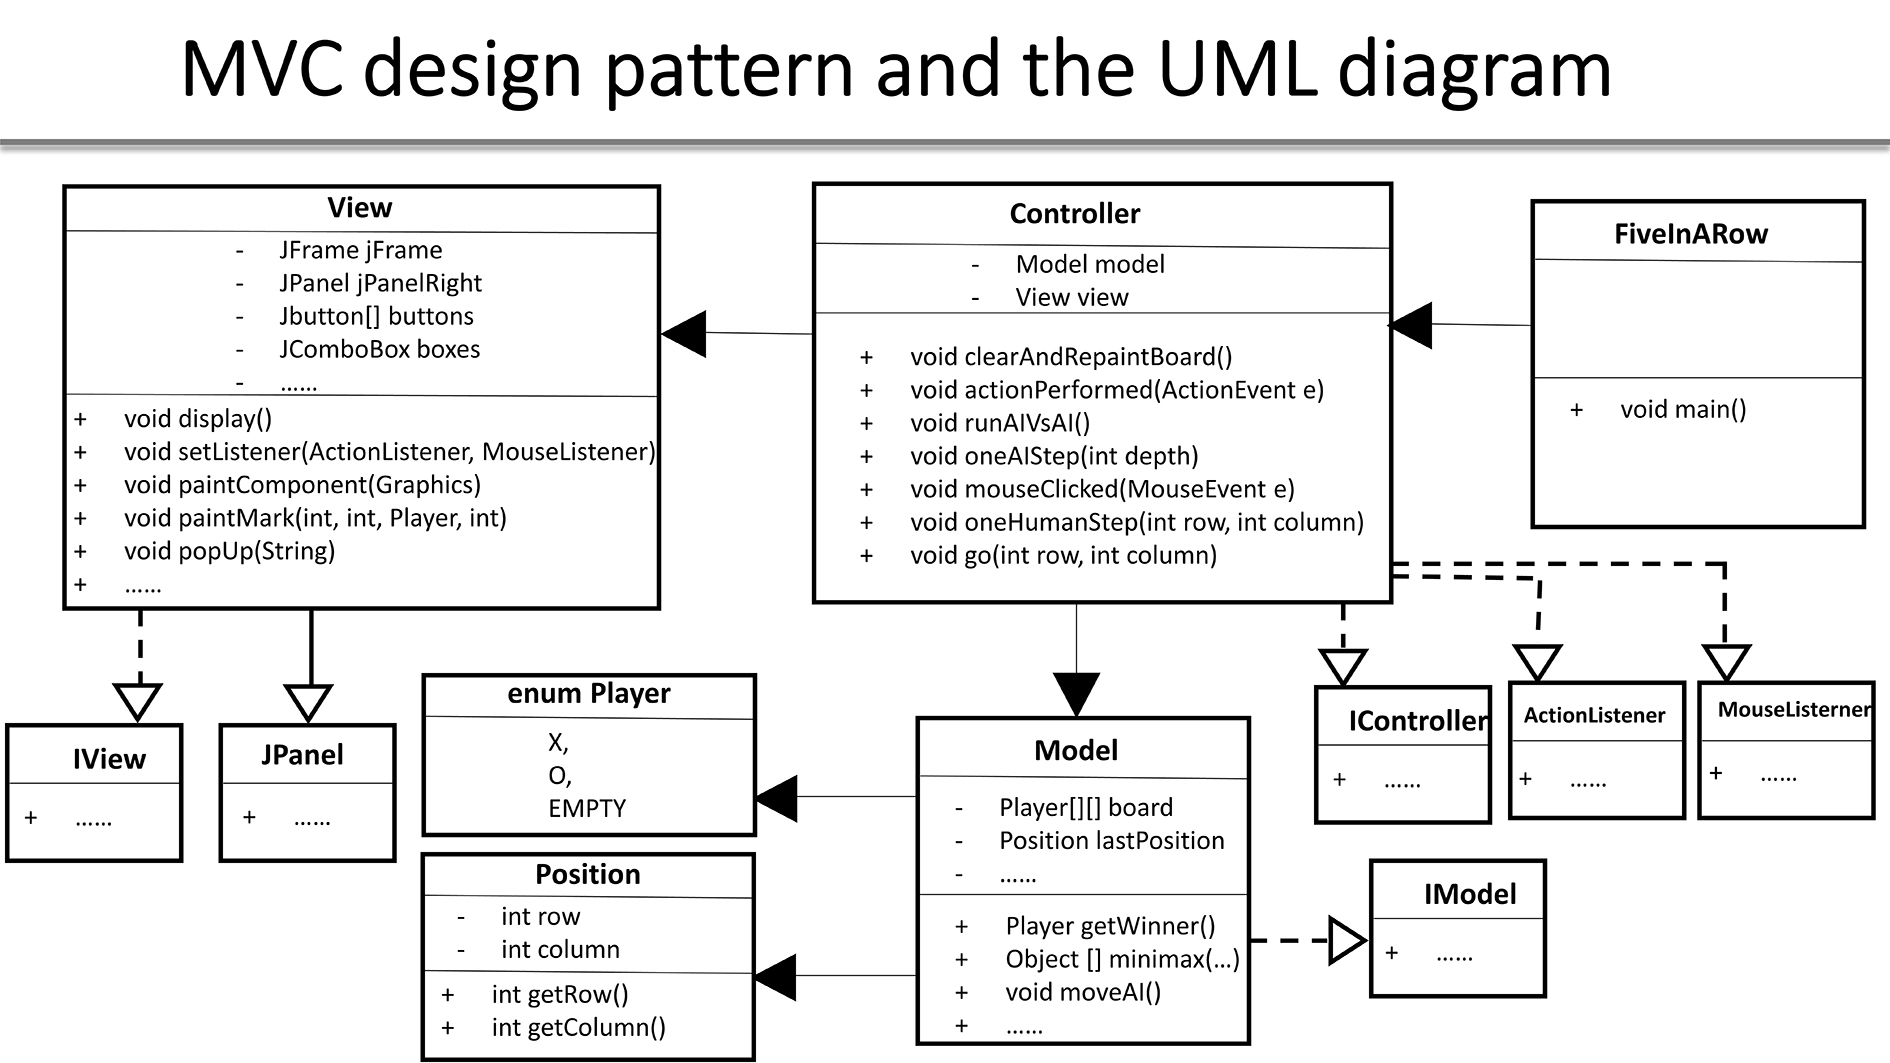 MVC design pattern and the UML diagram
View
- JFrame jFrame
- JPanel jPanelRight
- Jbutton[] buttons
- JComboBox boxes
- ......
+ void display()
+ void setListener(ActionListener, MouseListener)
+ void paintComponent(Graphics)
+ void paintMark(int, int, Player, int)
+ void popUp(String)
+ ......
Controller
- Model model
- View view
+ void clearAndRepaintBoard()
+ void actionPerformed(ActionEvent e)
+ void runAIVsAI()
+ void oneAIStep(int depth)
+ void mouseClicked(MouseEvent e)
+ void oneHumanStep(int row, int column)
+ void go(int row, int column)
FiveInARow
+ void main()
IView
+ ......
JPanel
+ ......
enum Player
X,
O,
EMPTY
Position
- int row
- int column
+ int getRow()
+ int getColumn()
Model
- Player[][] board
- Position lastPosition
- ......
+ Player getWinner()
+ Object [] minimax(...)
+ void moveAI()
+ ......
IController
+ ......
ActionListener
+ ......
MouseListerner
+ ......
IModel
+ ......